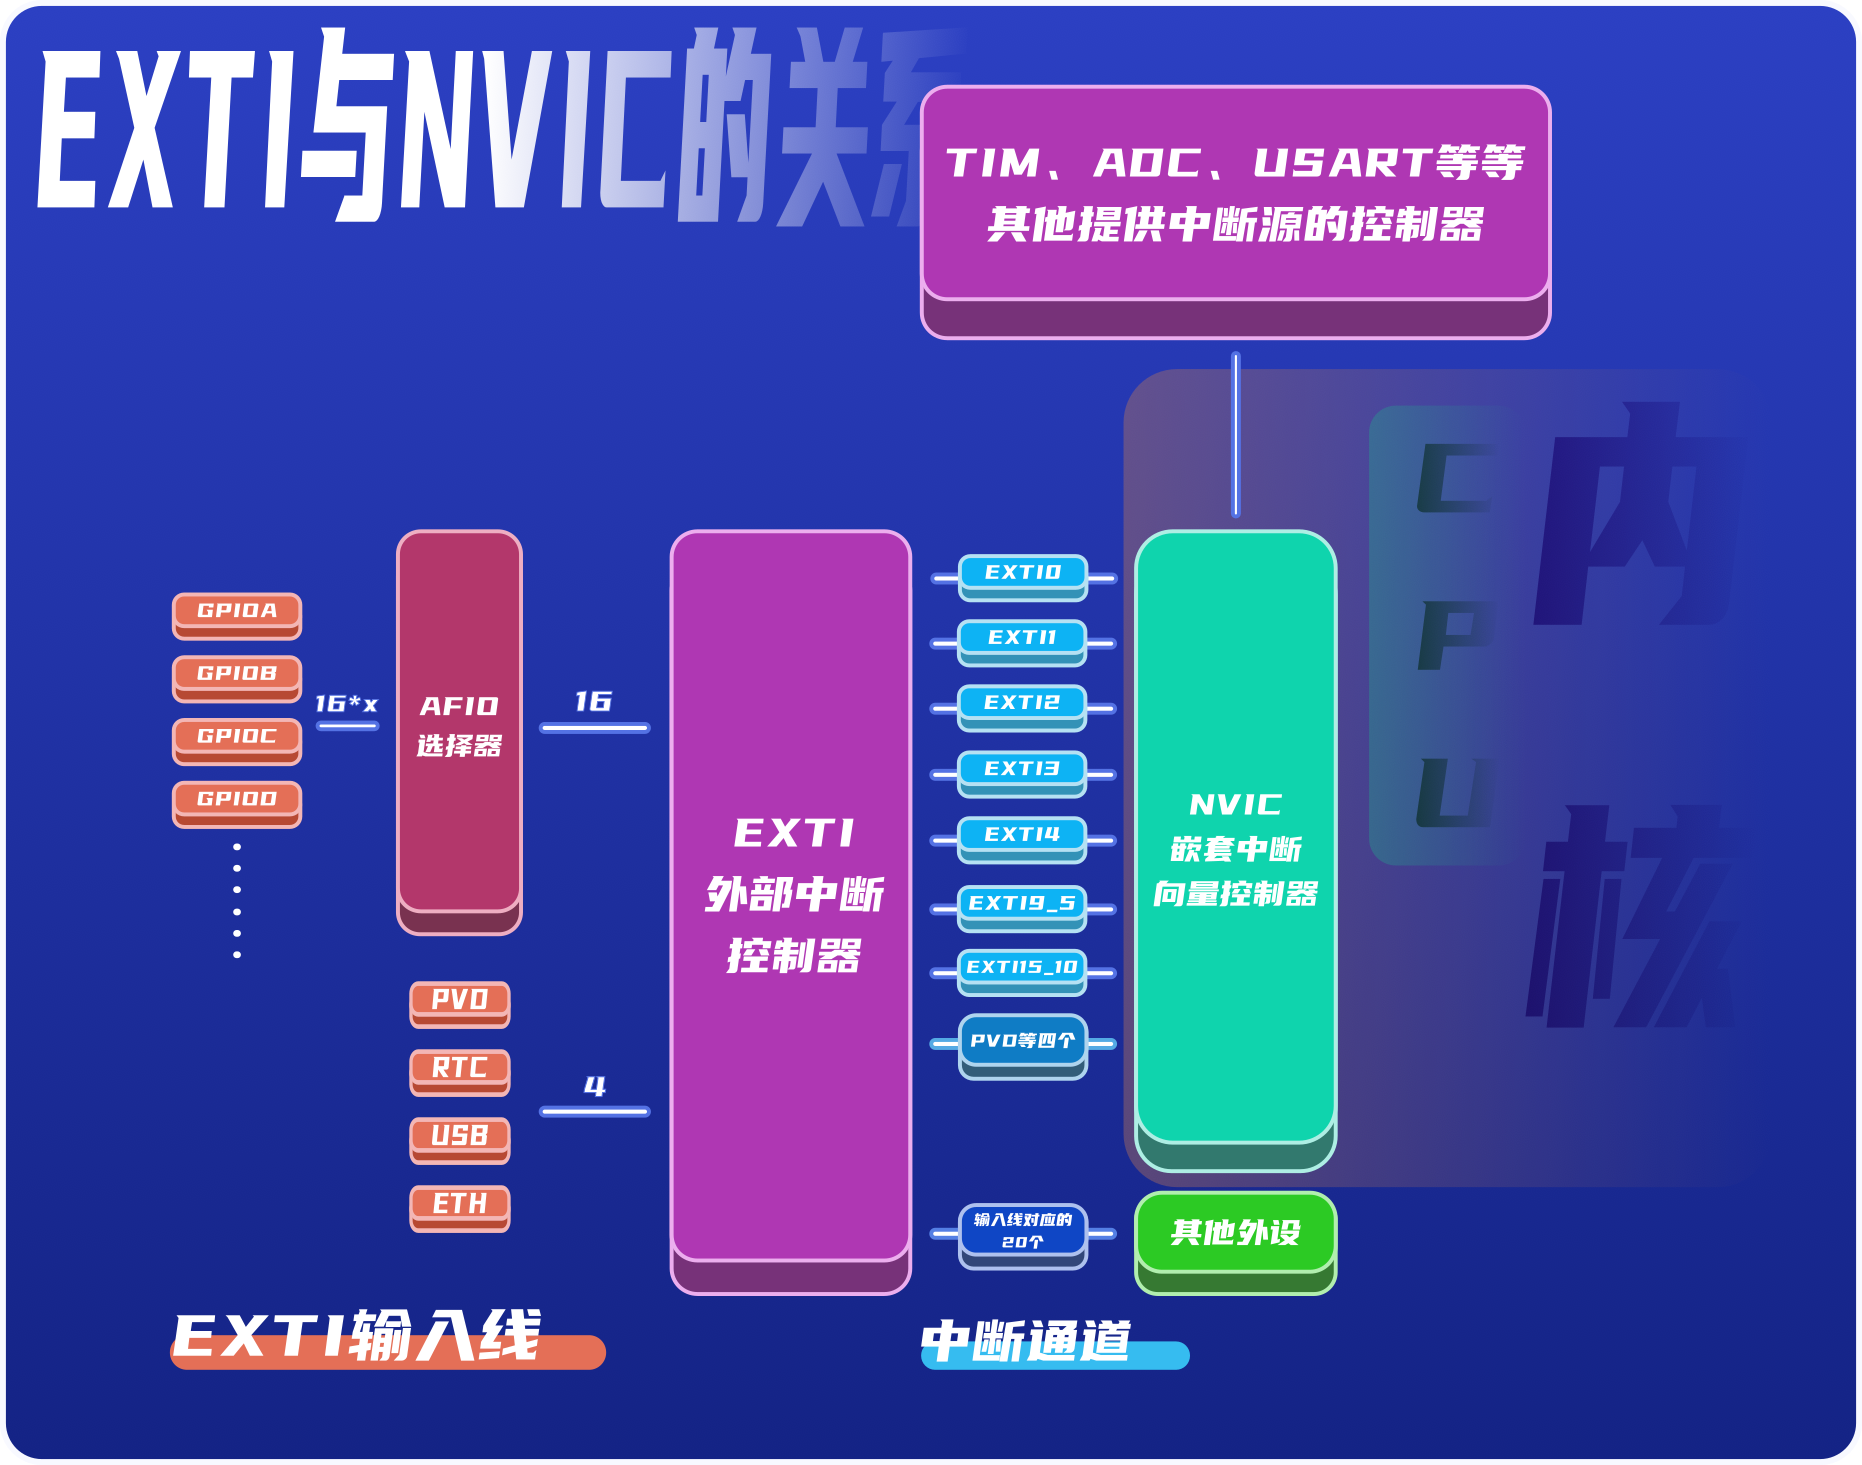 EXTI与NVIC的关系
TIM、ADC、USART等等
其他提供中断源的控制器
内
核
C
P
U
GPIOA
GPIOB
GPIOC
GPIOD
16*x
AFIO
选择器
16
PVD
RTC
USB
ETH
4
EXTI
外部中断
控制器
EXTI0
EXTI1
EXTI2
EXTI3
EXTI4
EXTI9_5
EXTI15_10
PVD等四个
输入线对应的
20个
NVIC
嵌套中断
向量控制器
其他外设
EXTI输入线
中断通道